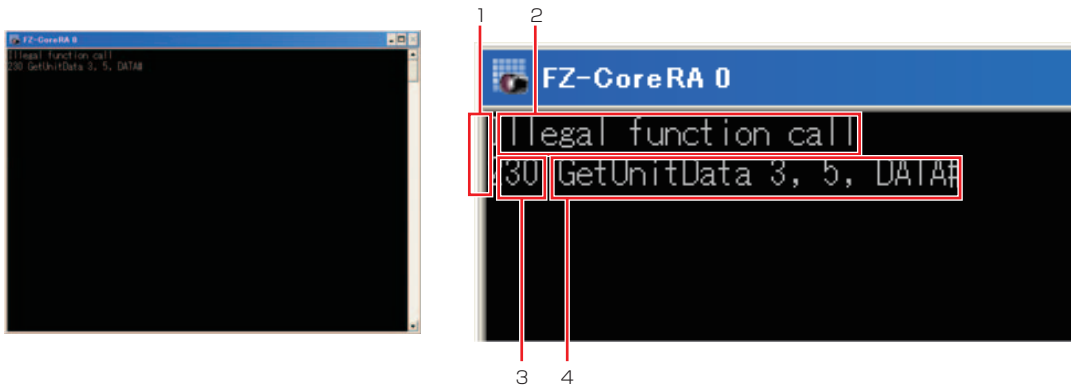 1 2
FZ-CoreRA 0
Illegal function call
230 GetUnitData 3, 5, DATA#
FZ-CoreRA 0
Illegal function call
230 GetUnitData 3, 5, DATA#
3 4